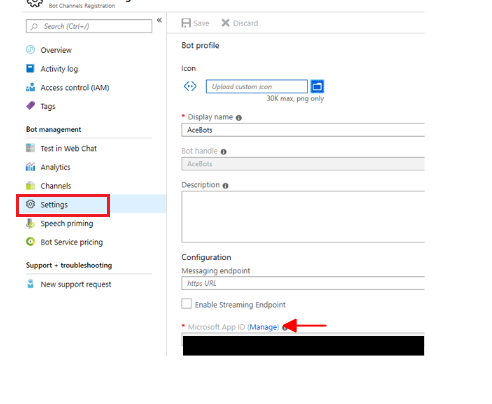 Bot Channels Registration
Search (Ctrl+/)
«
Overview
Activity log
Access control (IAM)
Tags
Bot management
Test in Web Chat
Analytics
Channels
Settings
Speech priming
Bot Service pricing
Support + troubleshooting
New support request
Save Discard
Bot profile
Icon
Upload custom icon
30K max, png only
* Display name
AceBots
Bot handle
AceBots
Description
Configuration
Messaging endpoint
https URL
Enable Streaming Endpoint
* Microsoft App ID (Manage)